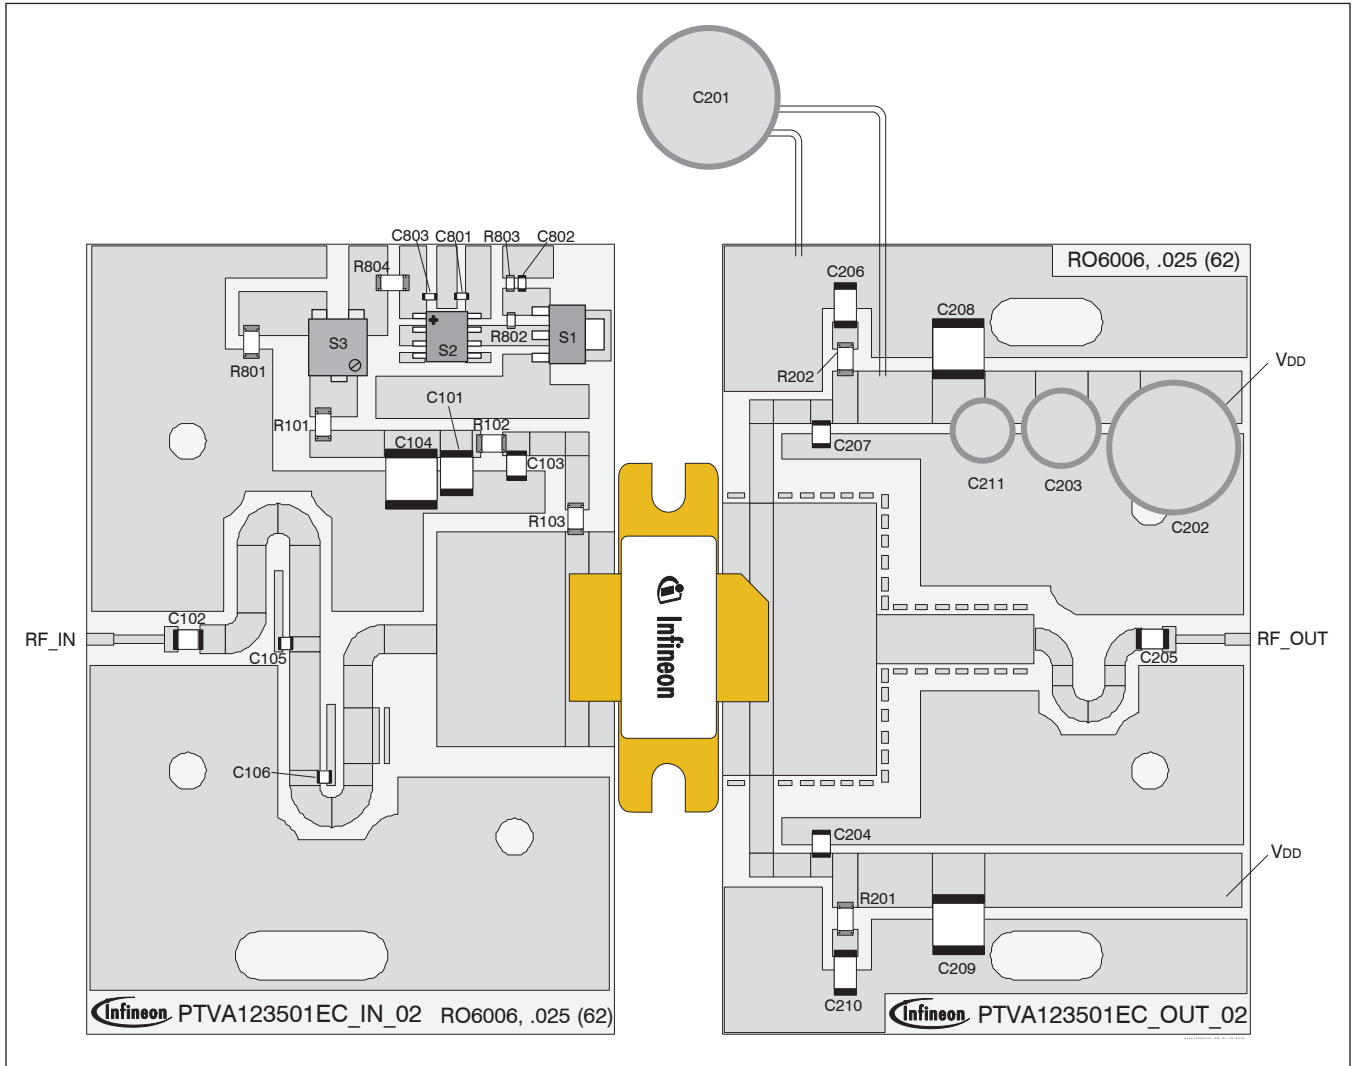 C201
C803
C801
R803
C802
R804
R802
S1
S2
S3
R801
C101
R101
R102
C104
C103
R103
RF_IN
C102
C105
C106
Infineon
PTVA123501EC_IN_02
RO6006, .025 (62)
Infineon
RO6006, .025 (62)
C206
C208
VDD
R202
C207
C211
C203
C202
RF_OUT
C205
C204
VDD
R201
C209
C210
Infineon
PTVA123501EC_OUT_02